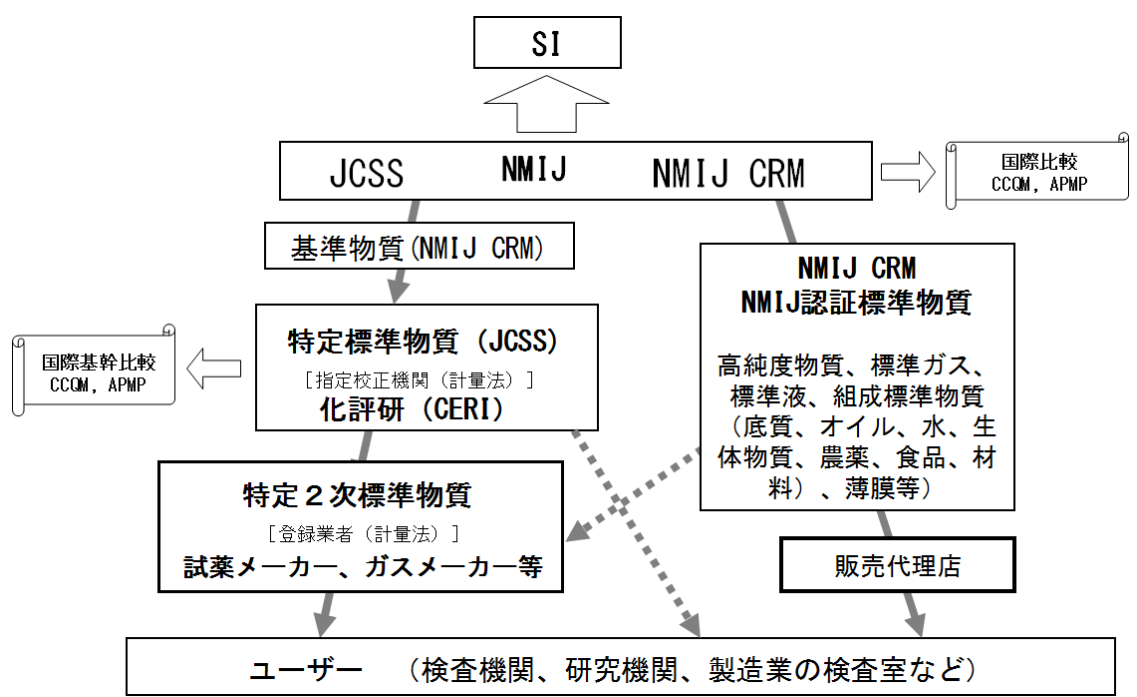 SI
JCSS NMIJ NMIJ CRM
国際比較
CCQM, APMP
基準物質(NMIJ CRM)
NMIJ CRM
NMIJ認証標準物質
高純度物質、標準ガス、
標準液、組成標準物質
（底質、オイル、水、生
体物質、農薬、食品、材
料）、薄膜等）
特定標準物質（JCSS）
［指定校正機関（計量法）］
化評研（CERI）
国際基幹比較
CCQM, APMP
特定２次標準物質
［登録業者（計量法）］
試薬メーカー、ガスメーカー等
販売代理店
ユーザー （検査機関、研究機関、製造業の検査室など）